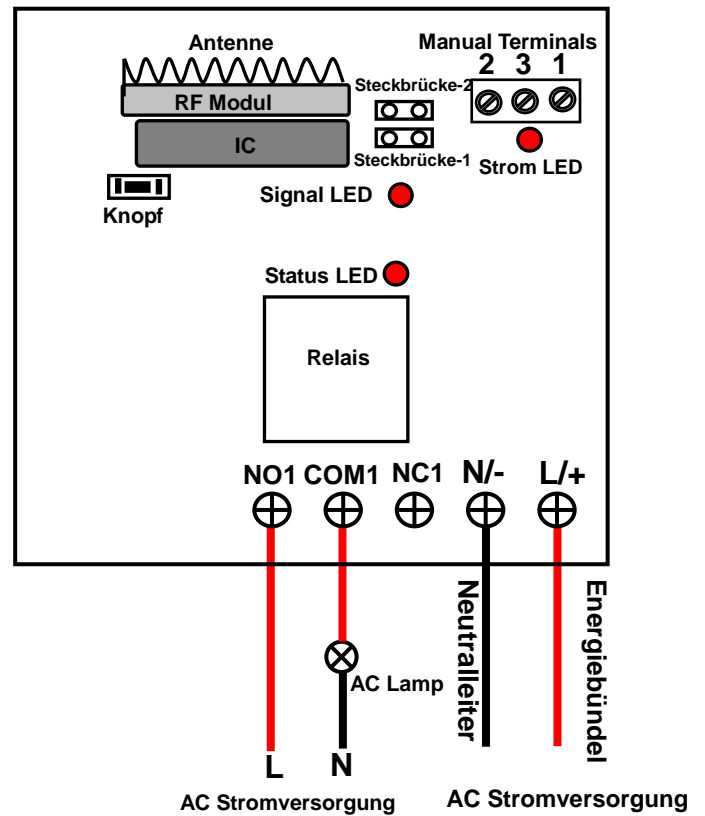 Antenne
Manual Terminals
2 3 1
Steckbrücke-2
RF Modul
IC
Steckbrücke-1
Strom LED
Knopf
Signal LED
Status LED
Relais
NO1 COM1 NC1 N/- L/+
Neutralleiter
Energiebündel
AC Lamp
L N
AC Stromversorgung
AC Stromversorgung